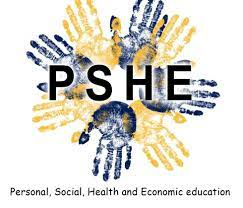 PSHE
Personal, Social, Health and Economic education